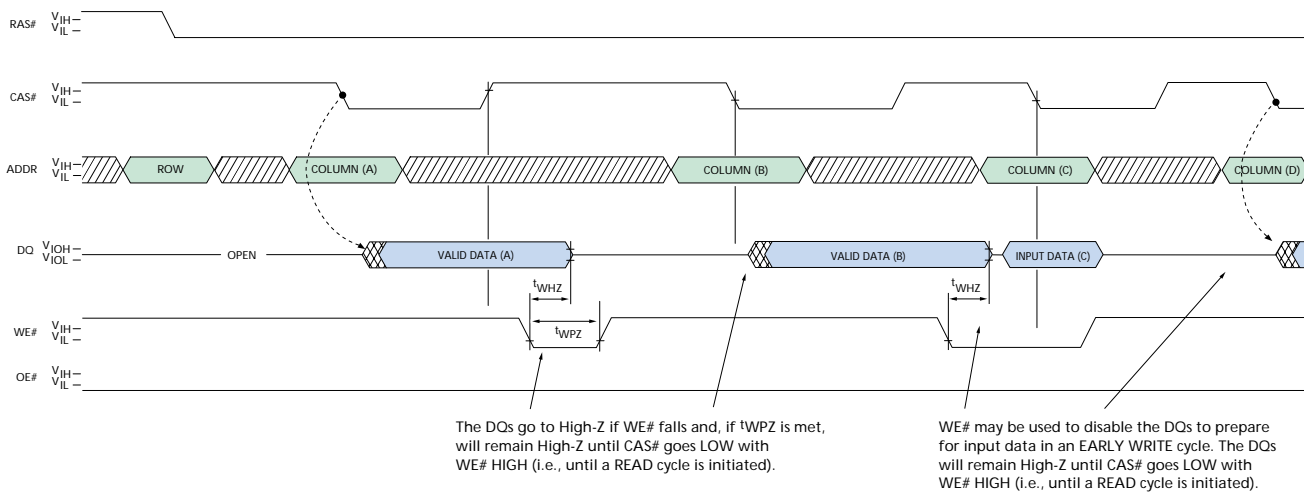 RAS# VIH VIL
CAS# VIH VIL
ADDR VIH VIL ROW COLUMN (A) COLUMN (B) COLUMN (C) COLUMN (D)
DQ VIOH VIOL OPEN VALID DATA (A) VALID DATA (B) INPUT DATA (C)
tWHZ tWHZ
tWPZ
WE# VIH VIL
OE# VIH VIL
The DQs go to High-Z if WE# falls and, if tWPZ is met,
will remain High-Z until CAS# goes LOW with
WE# HIGH (i.e., until a READ cycle is initiated).
WE# may be used to disable the DQs to prepare
for input data in an EARLY WRITE cycle. The DQs
will remain High-Z until CAS# goes LOW with
WE# HIGH (i.e., until a READ cycle is initiated).